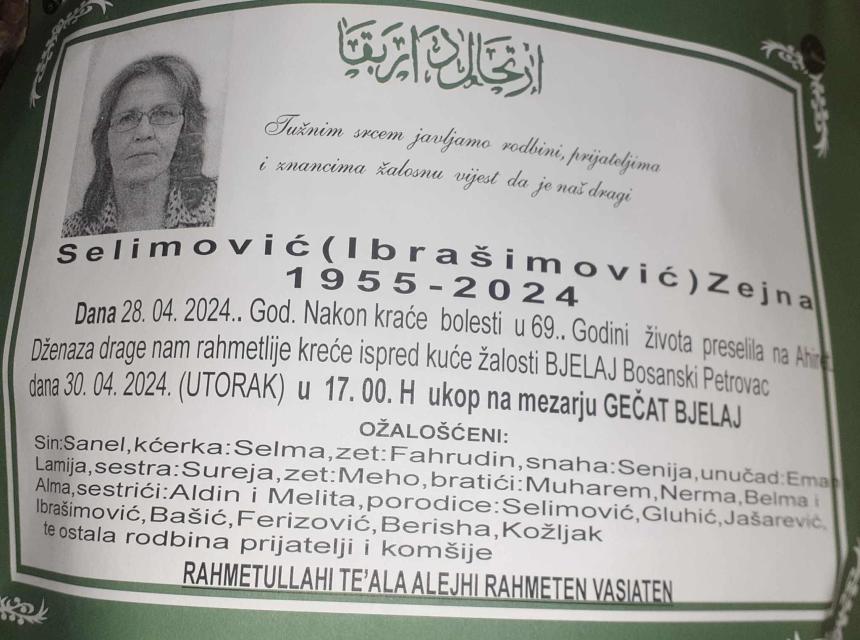 Tužnim srcem javljamo rodbini, prijateljima
i znancima žalosnu vijest da je naš dragi
Selimović(Ibrašimović)Zejna
1955-2024
Dana 28. 04. 2024.. God. Nakon kraće bolesti u 69.. Godini života preselila na Ahiret
Dženaza drage nam rahmetlije kreće ispred kuće žalosti BJELAJ Bosanski Petrovac
dana 30. 04. 2024. (UTORAK) u 17. 00. H ukop na mezarju GEČAT BJELAJ
OŽALOŠĆENI:
Sin:Sanel,kćerka:Selma,zet:Fahrudin,snaha:Senija,unučad:Emah
Lamija,sestra:Sureja,zet:Meho,bratići:Muharem,Nerma,Belma i
Alma,sestrići:Aldin i Melita,porodice:Selimović,Gluhić,Jašarević,
Ibrašimović,Bašić,Ferizović,Berisha,Kožljak
te ostala rodbina prijatelji i komšije
RAHMETULLAHI TE'ALA ALEJHI RAHMETEN VASIATEN